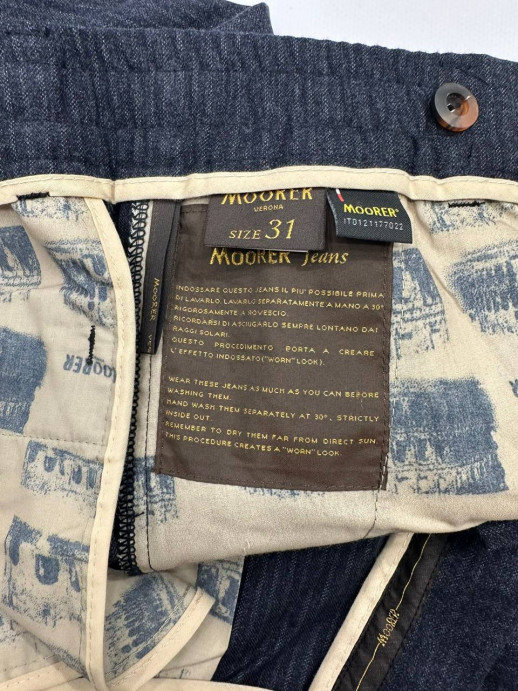 MOORER
VERONA
SIZE 31
MOORER®
IT0121177022
MOORER Jeans
INDOSSARE QUESTO JEANS IL PIU' POSSIBILE PRIMA
DI LAVARLO. LAVARLO SEPARATAMENTE A MANO A 30°
RIGOROSAMENTE A ROVESCIO.
RICORDARSI DI ASCIUGARLO SEMPRE LONTANO DAI
RAGGI SOLARI.
QUESTO PROCEDIMENTO PORTA A CREARE
L'EFFETTO INDOSSATO("WORN" LOOK).
WEAR THESE JEANS AS MUCH AS YOU CAN BEFORE
WASHING THEM.
HAND WASH THEM SEPARATELY AT 30°, STRICTLY
INSIDE OUT.
REMEMBER TO DRY THEM FAR FROM DIRECT SUN.
THIS PROCEDURE CREATES A "WORN" LOOK.
MOORER
MOORER
MOORER